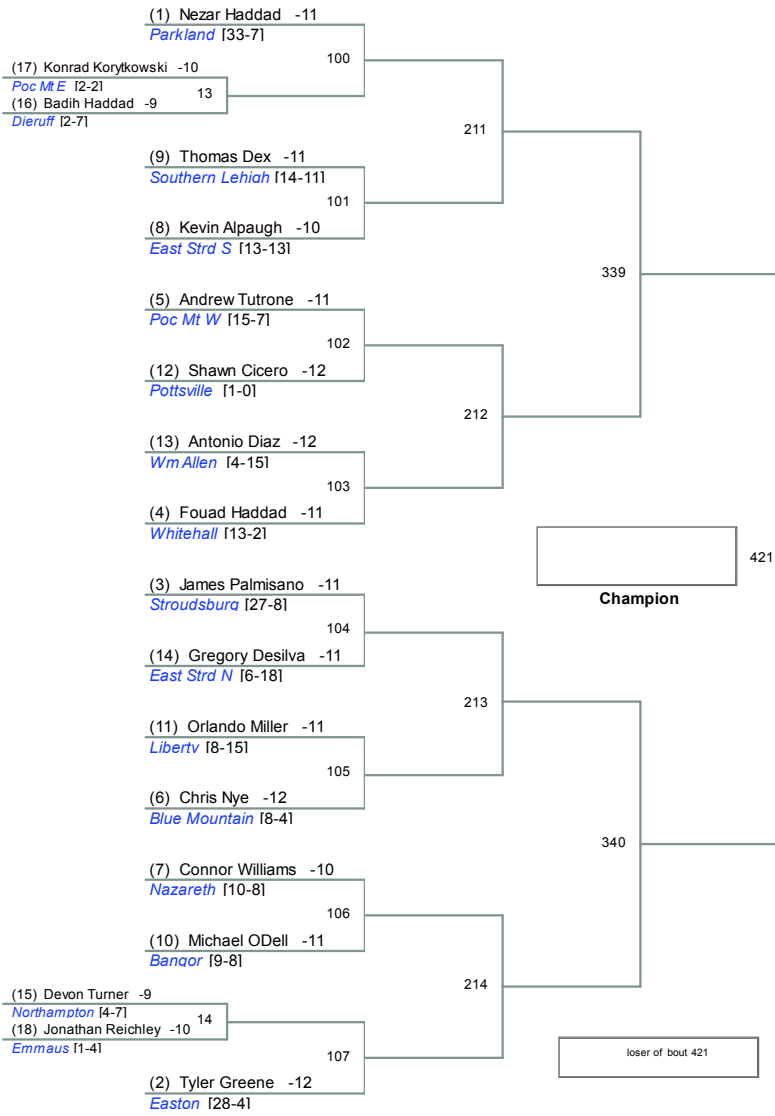 (1) Nezar Haddad -11
Parkland [33-7]
100
(17) Konrad Korytkowski -10
Poc Mt E [2-2]
13
(16) Badih Haddad -9
Dieruff [2-7]
211
(9) Thomas Dex -11
Southern Lehigh [14-11]
101
(8) Kevin Alpaugh -10
East Strd S [13-13]
339
(5) Andrew Tutrone -11
Poc Mt W [15-7]
102
(12) Shawn Cicero -12
Pottsville [1-0]
212
(13) Antonio Diaz -12
Wm Allen [4-15]
103
(4) Fouad Haddad -11
Whitehall [13-2]
421
Champion
(3) James Palmisano -11
Stroudsburg [27-8]
104
(14) Gregory Desilva -11
East Strd N [6-18]
213
(11) Orlando Miller -11
Liberty [8-15]
105
(6) Chris Nye -12
Blue Mountain [8-4]
340
(7) Connor Williams -10
Nazareth [10-8]
106
(10) Michael ODell -11
Bangor [9-8]
214
(15) Devon Turner -9
Northampton [4-7]
14
(18) Jonathan Reichley -10
Emmaus [1-4]
107
loser of bout 421
(2) Tyler Greene -12
Easton [28-4]